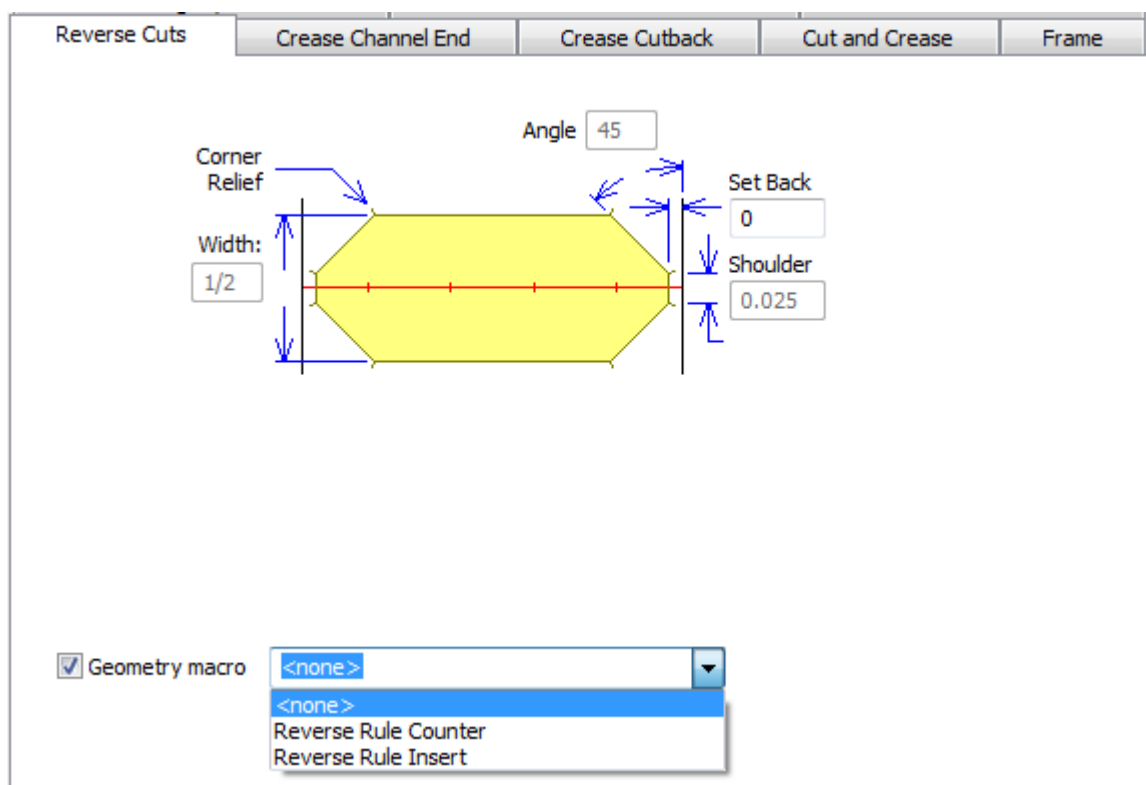 Reverse Cuts
Crease Channel End
Crease Cutback
Cut and Crease
Frame
Angle 45
Corner
Relief
Set Back
0
Width:
1/2
Shoulder
0.025
Geometry macro <none>
<none>
Reverse Rule Counter
Reverse Rule Insert